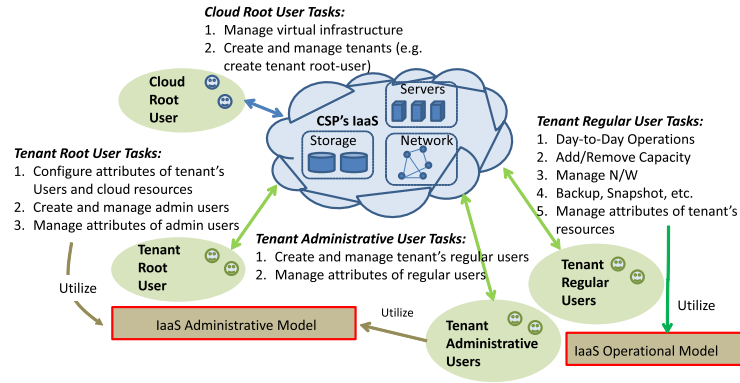 Cloud Root User Tasks:
1. Manage virtual infrastructure
2. Create and manage tenants (e.g.
create tenant root-user)
Cloud
Root
User
CSP's IaaS
Servers
Storage
Network
Tenant Regular User Tasks:
1. Day-to-Day Operations
2. Add/Remove Capacity
3. Manage N/W
4. Backup, Snapshot, etc.
5. Manage attributes of tenant's
resources
Tenant Root User Tasks:
1. Configure attributes of tenant's
Users and cloud resources
2. Create and manage admin users
3. Manage attributes of admin users
Tenant Administrative User Tasks:
1. Create and manage tenant's regular users
2. Manage attributes of regular users
Tenant
Root
User
Tenant
Regular
Users
Utilize
Utilize
Utilize
IaaS Administrative Model
Tenant
Administrative
Users
IaaS Operational Model